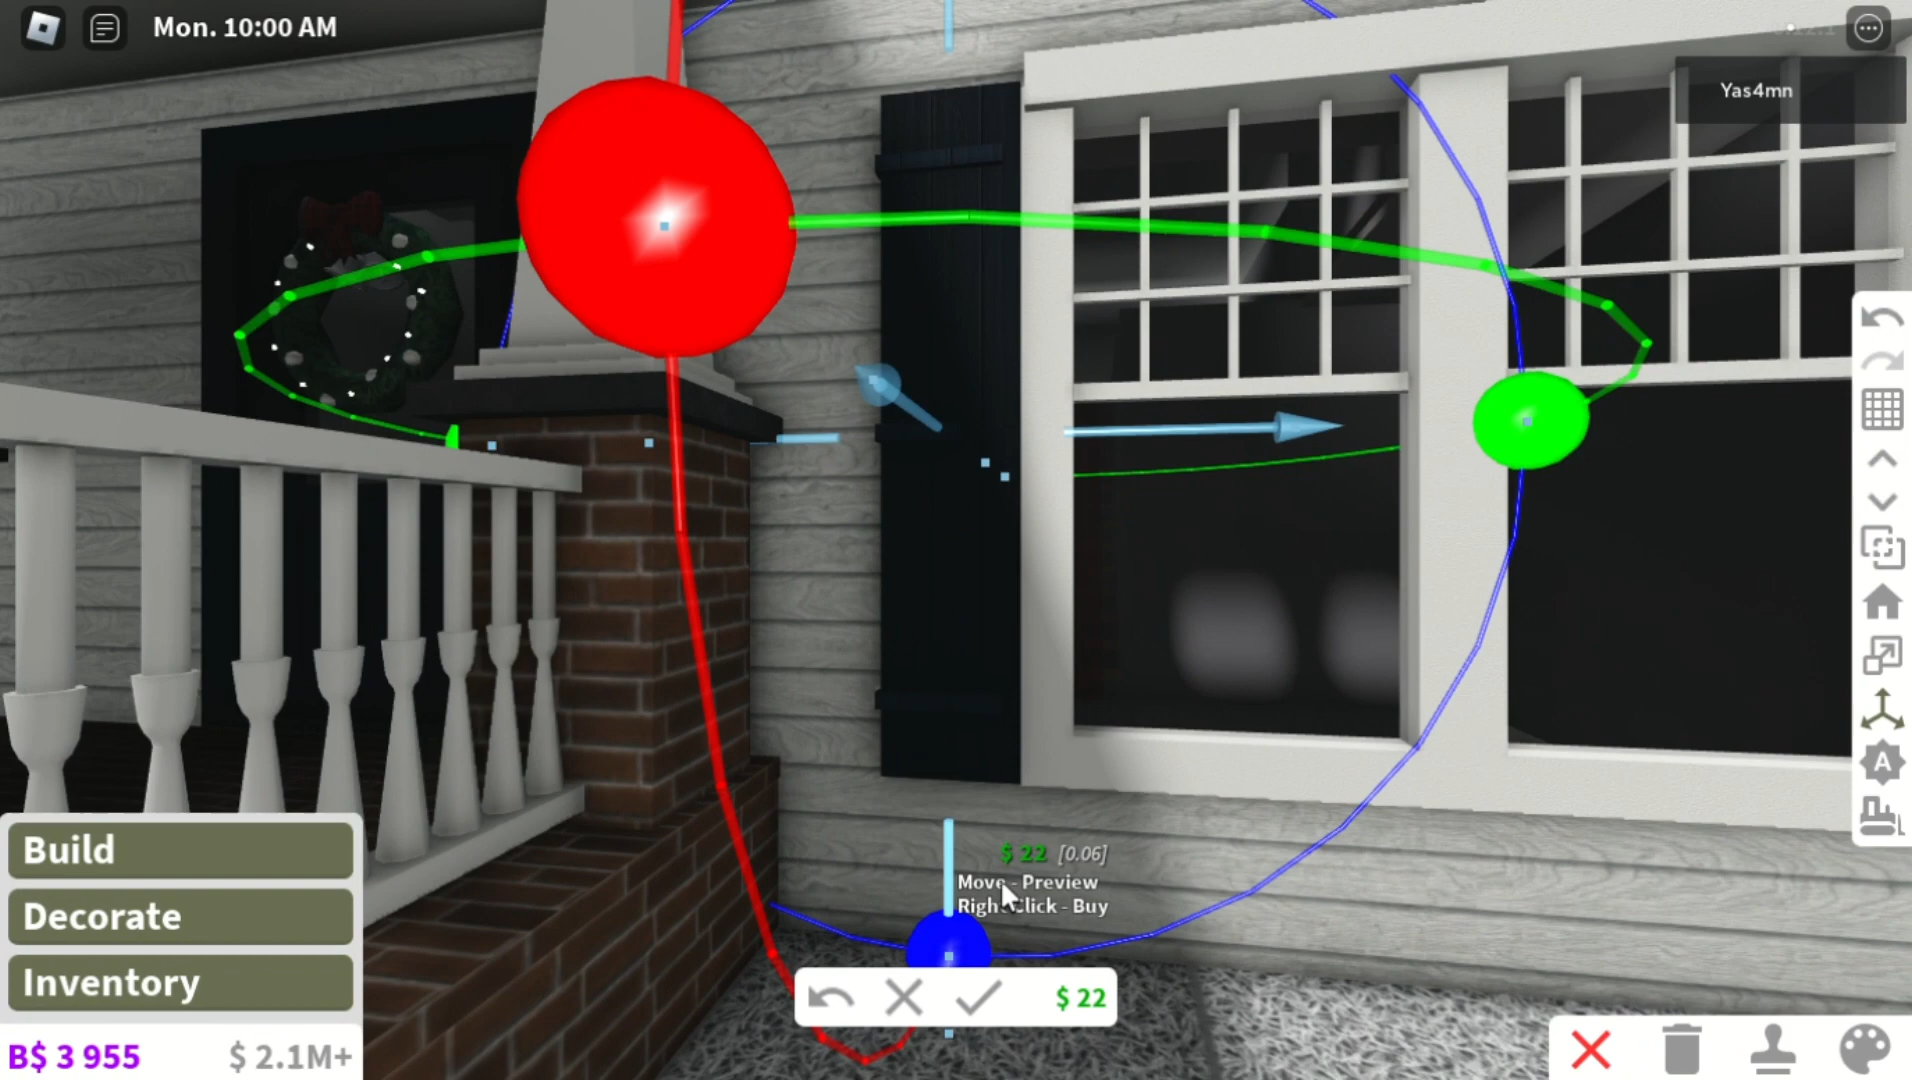 Mon. 10:00 AM
Yas4mn
A
$ 22 [0.06]
Move - Preview
Right Click - Buy
Build
Decorate
Inventory
$ 22
B$ 3 955
$ 2.1M+